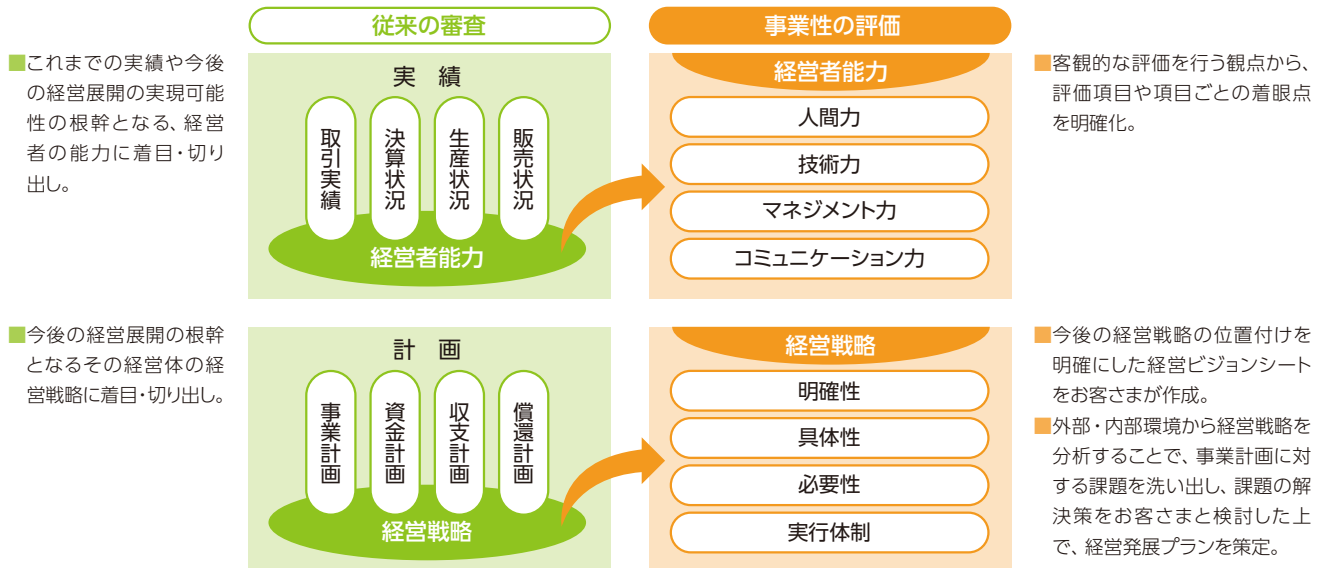 従来の審査
事業性の評価
■これまでの実績や今後
の経営展開の実現可能
性の根幹となる、経営
者の能力に着目・切り
出し。
実 績
取引実績
決算状況
生産状況
販売状況
経営者能力
経営者能力
人間力
技術力
マネジメント力
コミュニケーション力
■客観的な評価を行う観点から、
評価項目や項目ごとの着眼点
を明確化。
■今後の経営展開の根幹
となるその経営体の経
営戦略に着目・切り出し。
計 画
事業計画
資金計画
収支計画
償還計画
経営戦略
経営戦略
明確性
具体性
必要性
実行体制
■今後の経営戦略の位置付けを
明確にした経営ビジョンシート
をお客さまが作成。
■外部・内部環境から経営戦略を
分析することで、事業計画に対
する課題を洗い出し、課題の解
決策をお客さまと検討した上
で、経営発展プランを策定。